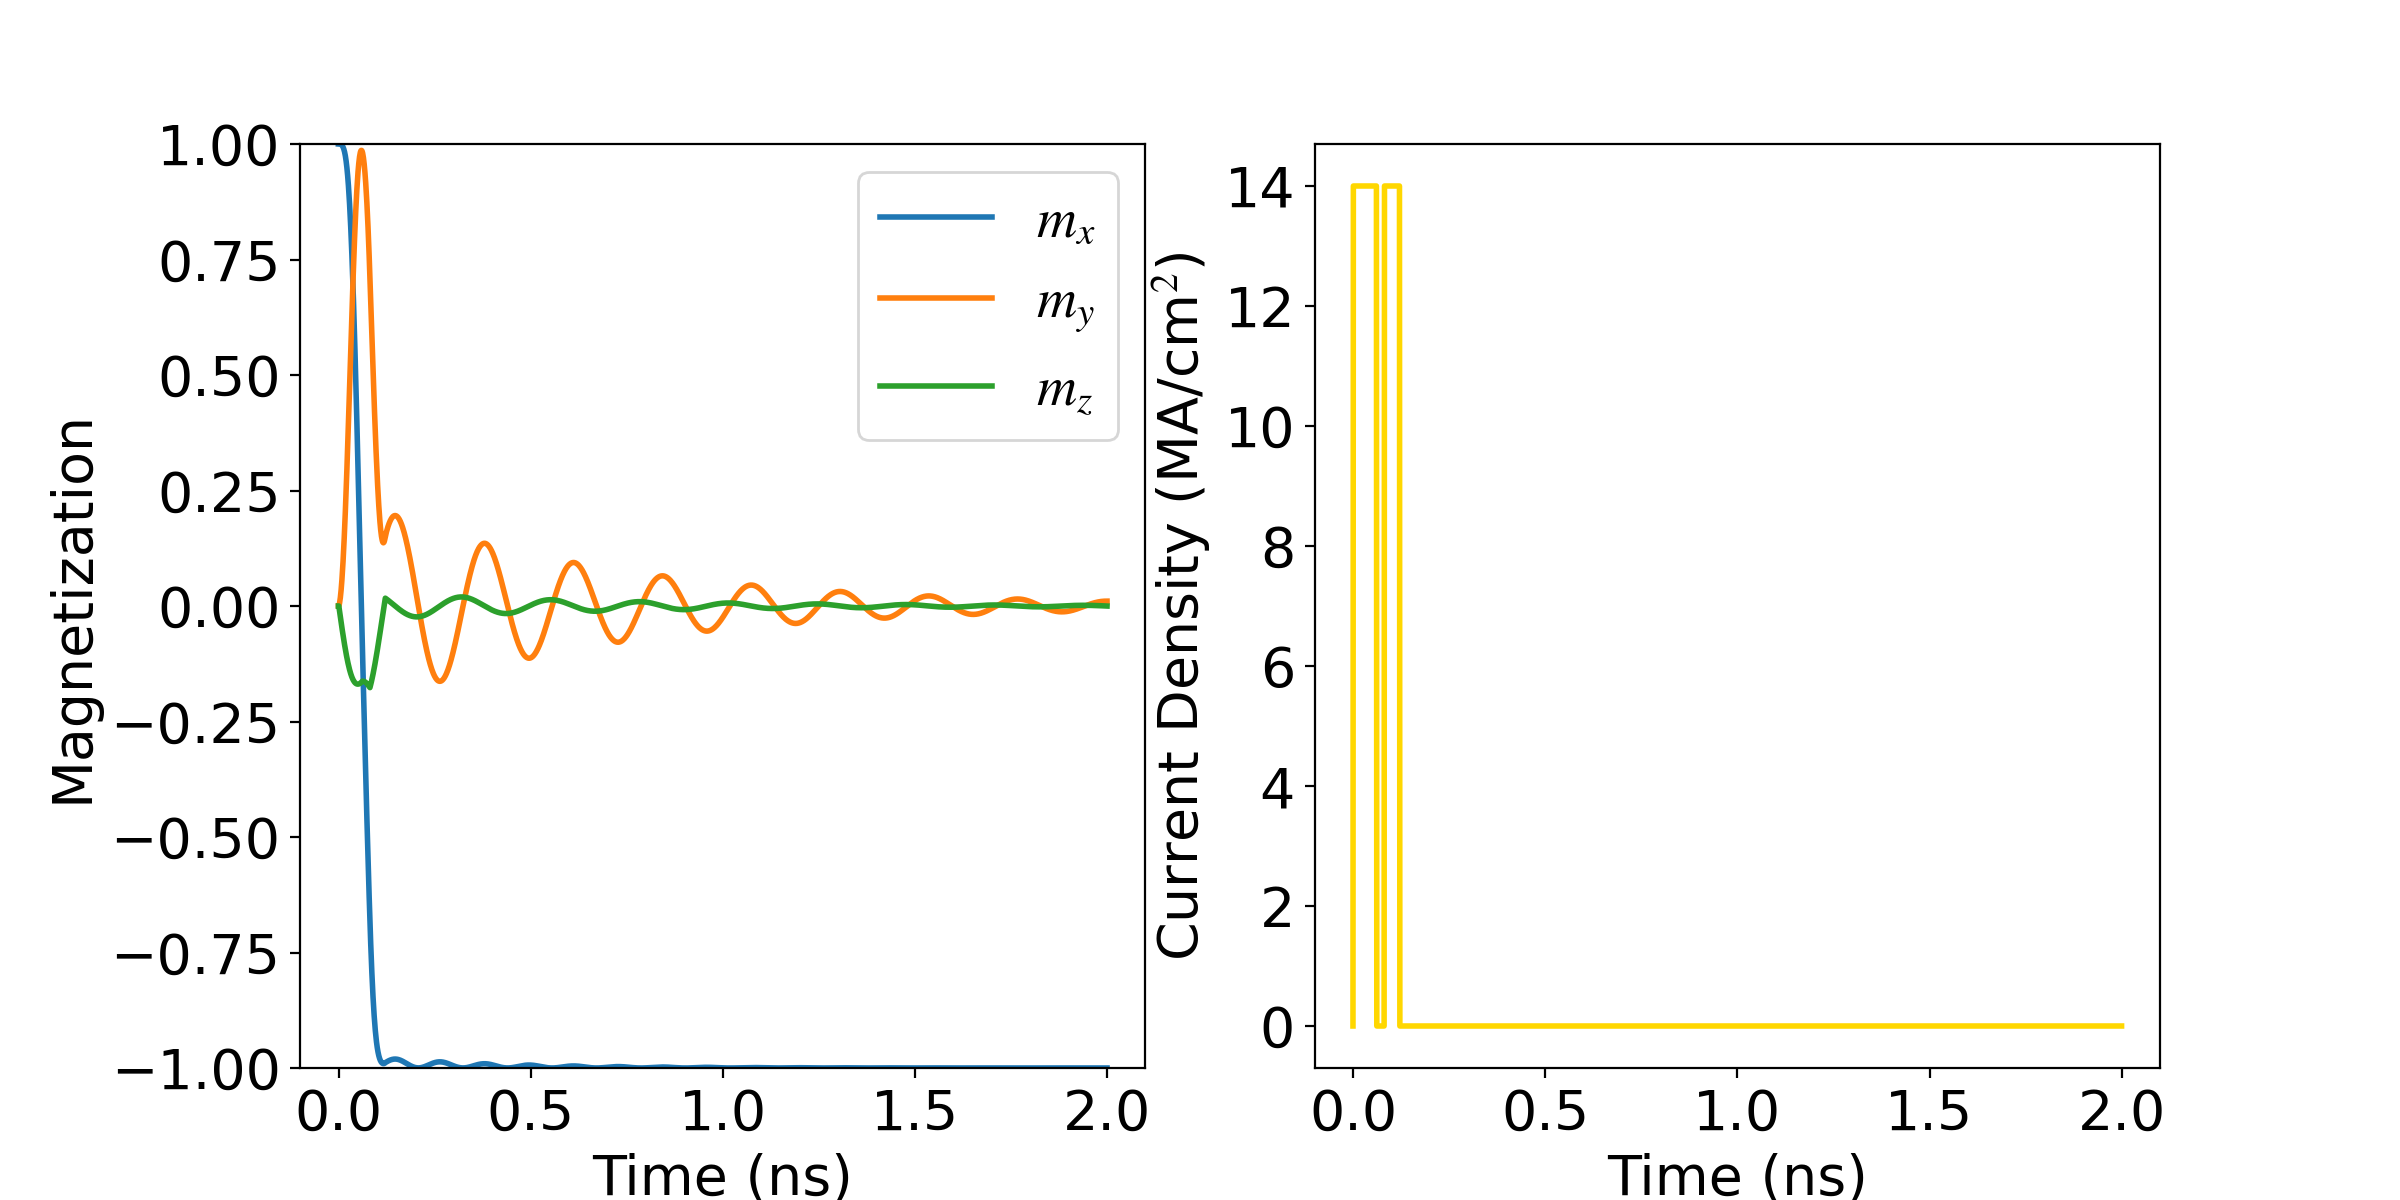 Magnetization
1.00
0.75
0.50
0.25
0.00
−0.25
−0.50
−0.75
−1.00
0.0 0.5 1.0 1.5 2.0
Time (ns)
m_x
m_y
m_z
Current Density (MA/cm²)
14
12
10
8
6
4
2
0
0.0 0.5 1.0 1.5 2.0
Time (ns)